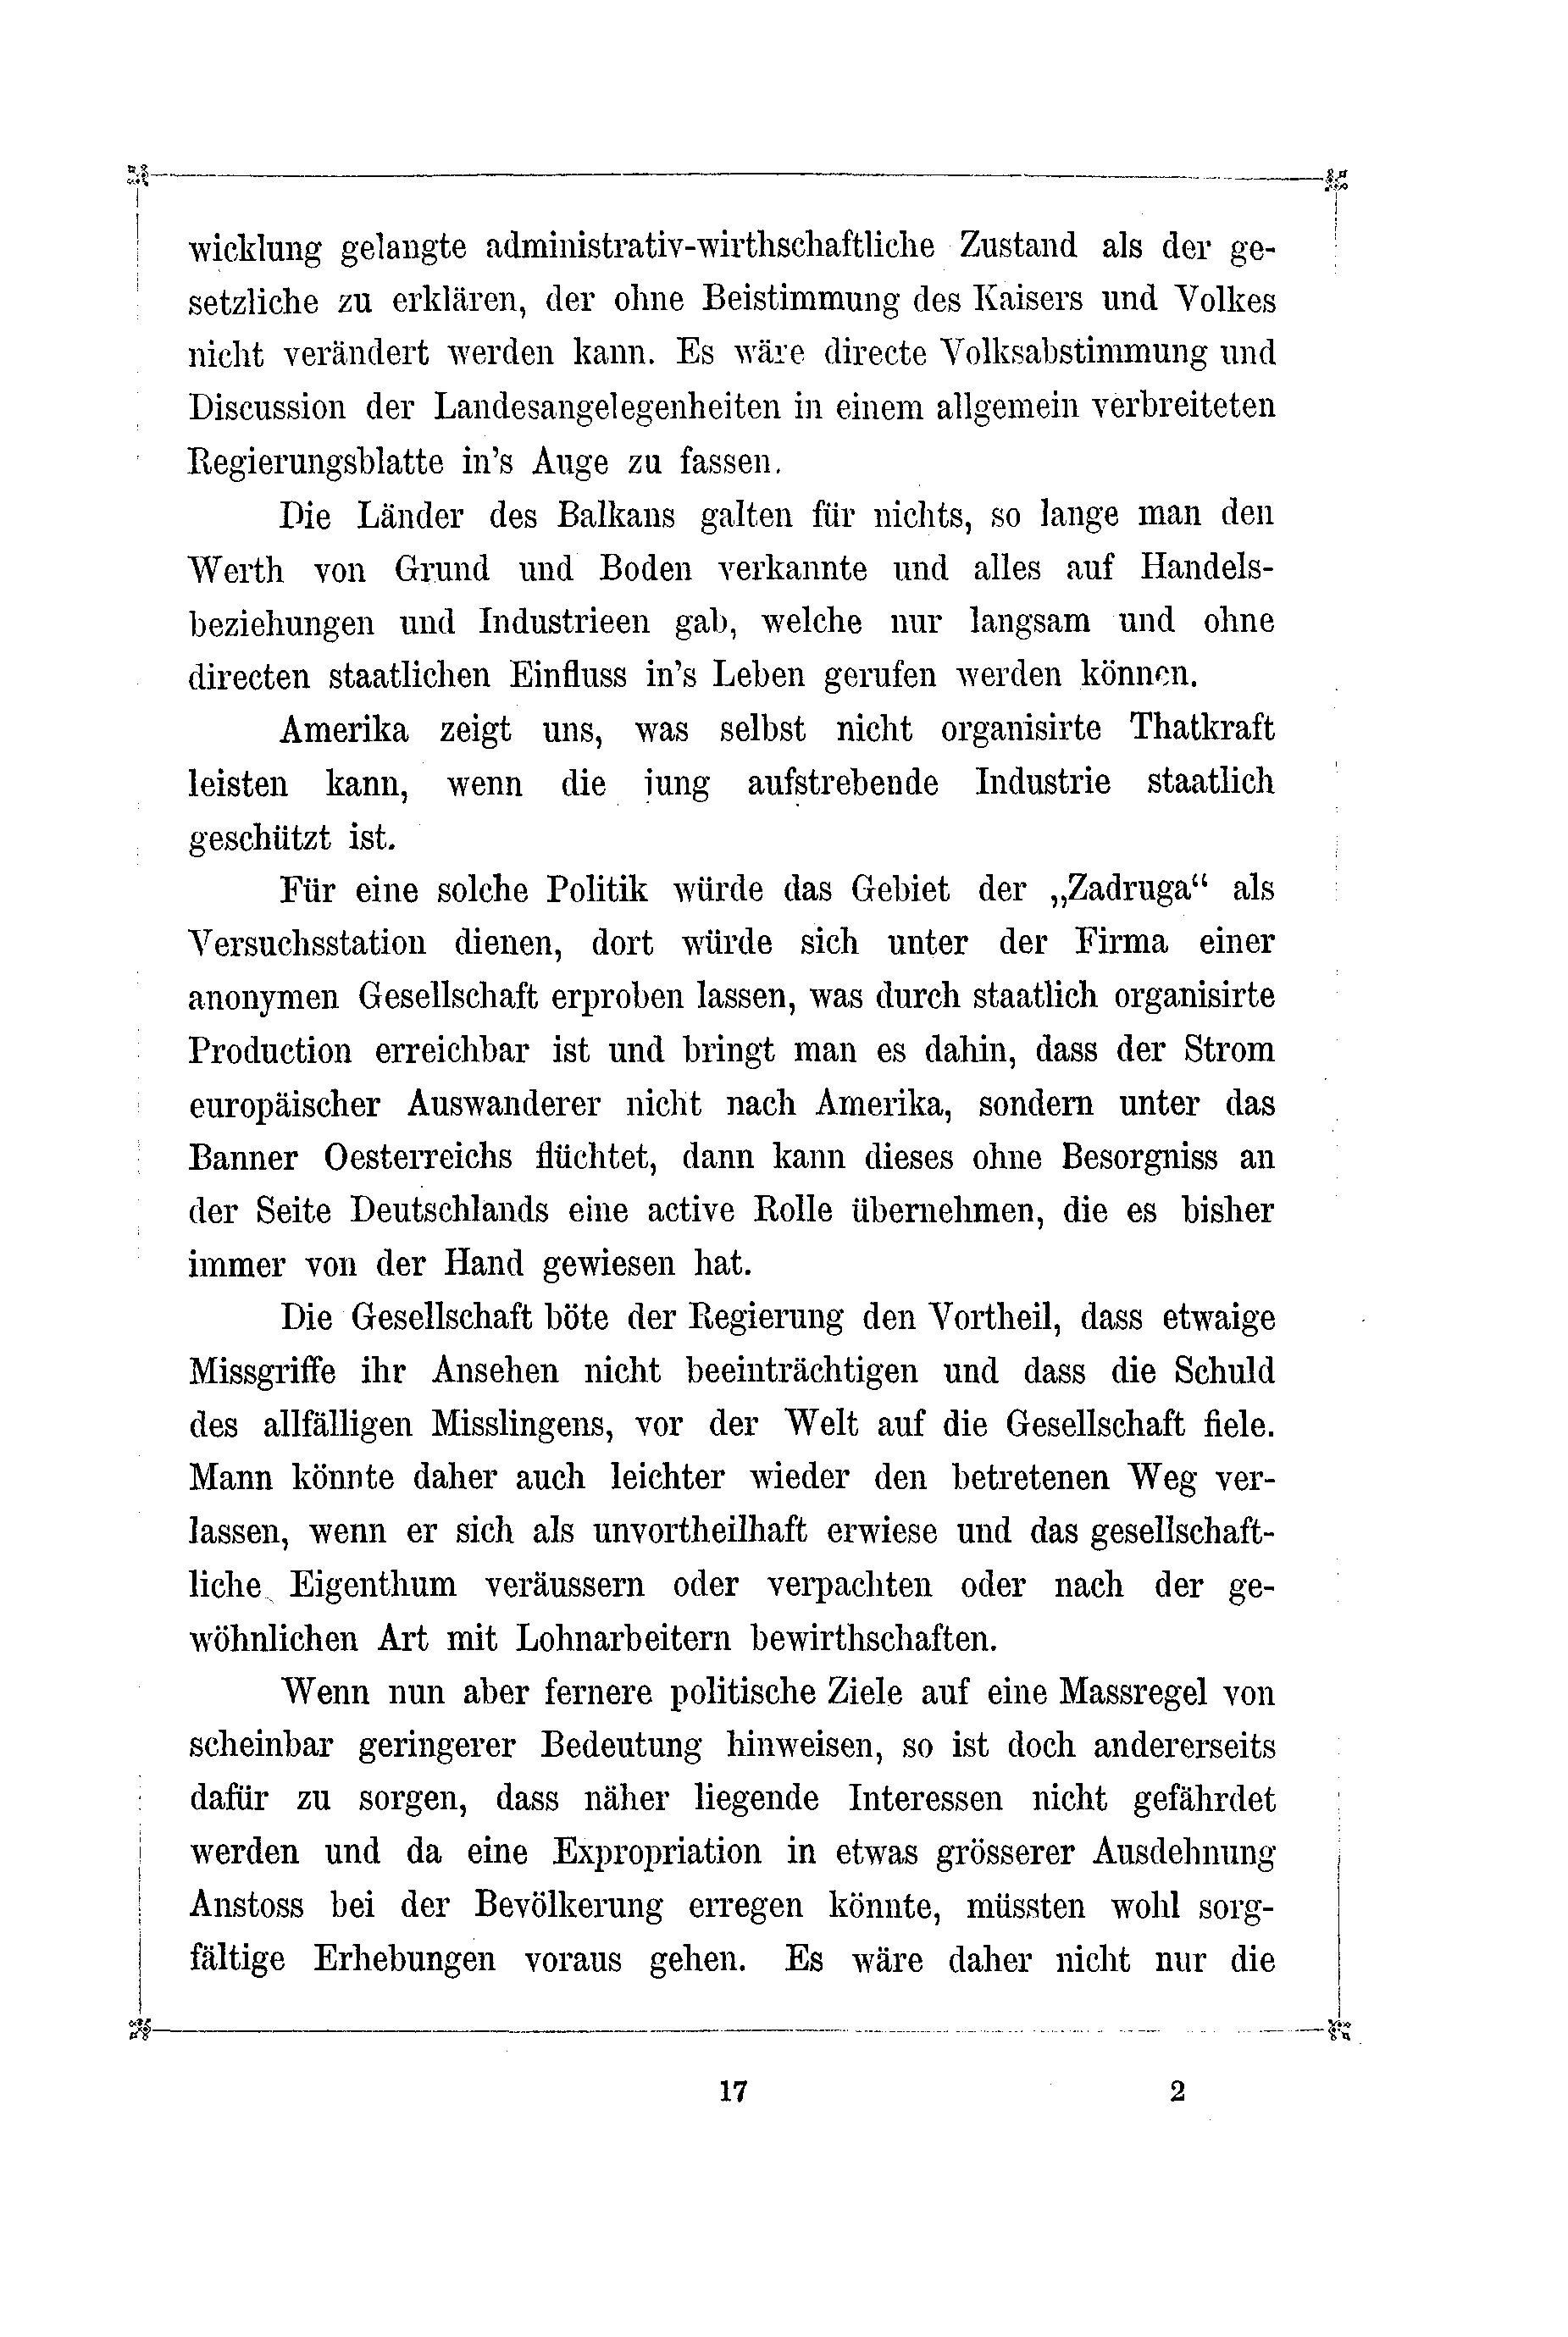 wicklung gelangte administrativ-wirthschaftliche Zustand als der ge-
setzliche zu erklären, der ohne Beistimmung des Kaisers und Volkes
nicht verändert werden kann. Es wäre directe Volksabstimmung und
Discussion der Landesangelegenheiten in einem allgemein verbreiteten
Regierungsblatte in's Auge zu fassen.
Die Länder des Balkans galten für nichts, so lange man den
Werth von Grund und Boden verkannte und alles auf Handels-
beziehungen und Industrieen gab, welche nur langsam und ohne
directen staatlichen Einfluss in's Leben gerufen werden können.
Amerika zeigt uns, was selbst nicht organisirte Thatkraft
leisten kann, wenn die jung aufstrebende Industrie staatlich
geschützt ist.
Für eine solche Politik würde das Gebiet der „Zadruga“ als
Versuchsstation dienen, dort würde sich unter der Firma einer
anonymen Gesellschaft erproben lassen, was durch staatlich organisirte
Production erreichbar ist und bringt man es dahin, dass der Strom
europäischer Auswanderer nicht nach Amerika, sondern unter das
Banner Oesterreichs flüchtet, dann kann dieses ohne Besorgniss an
der Seite Deutschlands eine active Rolle übernehmen, die es bisher
immer von der Hand gewiesen hat.
Die Gesellschaft böte der Regierung den Vortheil, dass etwaige
Missgriffe ihr Ansehen nicht beeinträchtigen und dass die Schuld
des allfälligen Misslingens, vor der Welt auf die Gesellschaft fiele.
Mann könnte daher auch leichter wieder den betretenen Weg ver-
lassen, wenn er sich als unvortheilhaft erwiese und das gesellschaft-
liche Eigenthum veräussern oder verpachten oder nach der ge-
wöhnlichen Art mit Lohnarbeitern bewirthschaften.
Wenn nun aber fernere politische Ziele auf eine Massregel von
scheinbar geringerer Bedeutung hinweisen, so ist doch andererseits
dafür zu sorgen, dass näher liegende Interessen nicht gefährdet
werden und da eine Expropriation in etwas grösserer Ausdehnung
Anstoss bei der Bevölkerung erregen könnte, müssten wohl sorg-
fältige Erhebungen voraus gehen. Es wäre daher nicht nur die
17 2